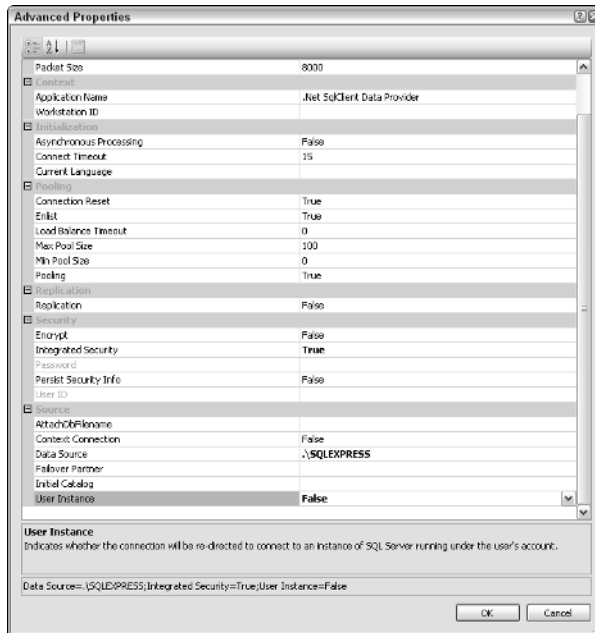 Advanced Properties
Packet Size 8000
Context
Application Name .Net SqlClient Data Provider
Workstation ID
Initialization
Asynchronous Processing False
Connect Timeout 15
Current Language
Pooling
Connection Reset True
Enlist True
Load Balance Timeout 0
Max Pool Size 100
Min Pool Size 0
Pooling True
Replication
Replication False
Security
Encrypt False
Integrated Security True
Password
Persist Security Info False
User ID
Source
AttachDbFilename
Context Connection False
Data Source .\SQLEXPRESS
Failover Partner
Initial Catalog
User Instance False
User Instance
Indicates whether the connection will be re-directed to connect to an instance of SQL Server running under the user's account.
Data Source=.\SQLEXPRESS;Integrated Security=True;User Instance=False
OK Cancel